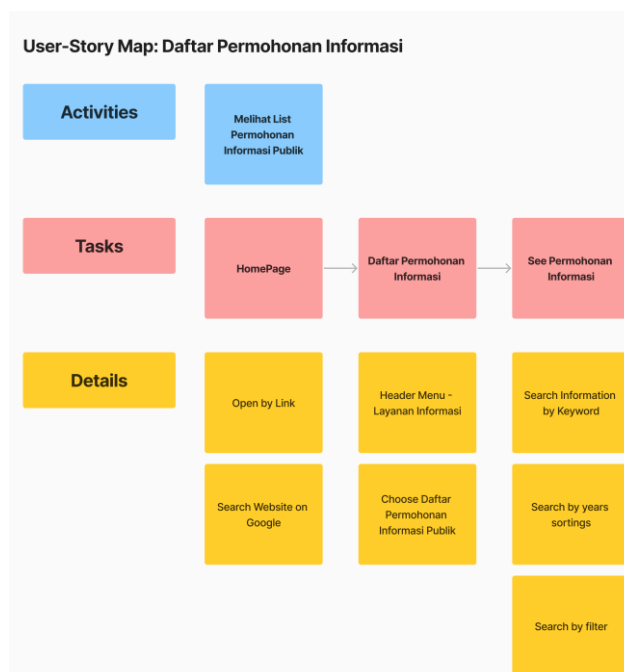 User-Story Map: Daftar Permohonan Informasi
Activities
Melihat List
Permohonan
Informasi Publik
Tasks
HomePage
Daftar Permohonan
Informasi
See Permohonan
Informasi
Details
Open by Link
Header Menu -
Layanan Informasi
Search Information
by Keyword
Search Website on
Google
Choose Daftar
Permohonan
Informasi Publik
Search by years
sortings
Search by filter